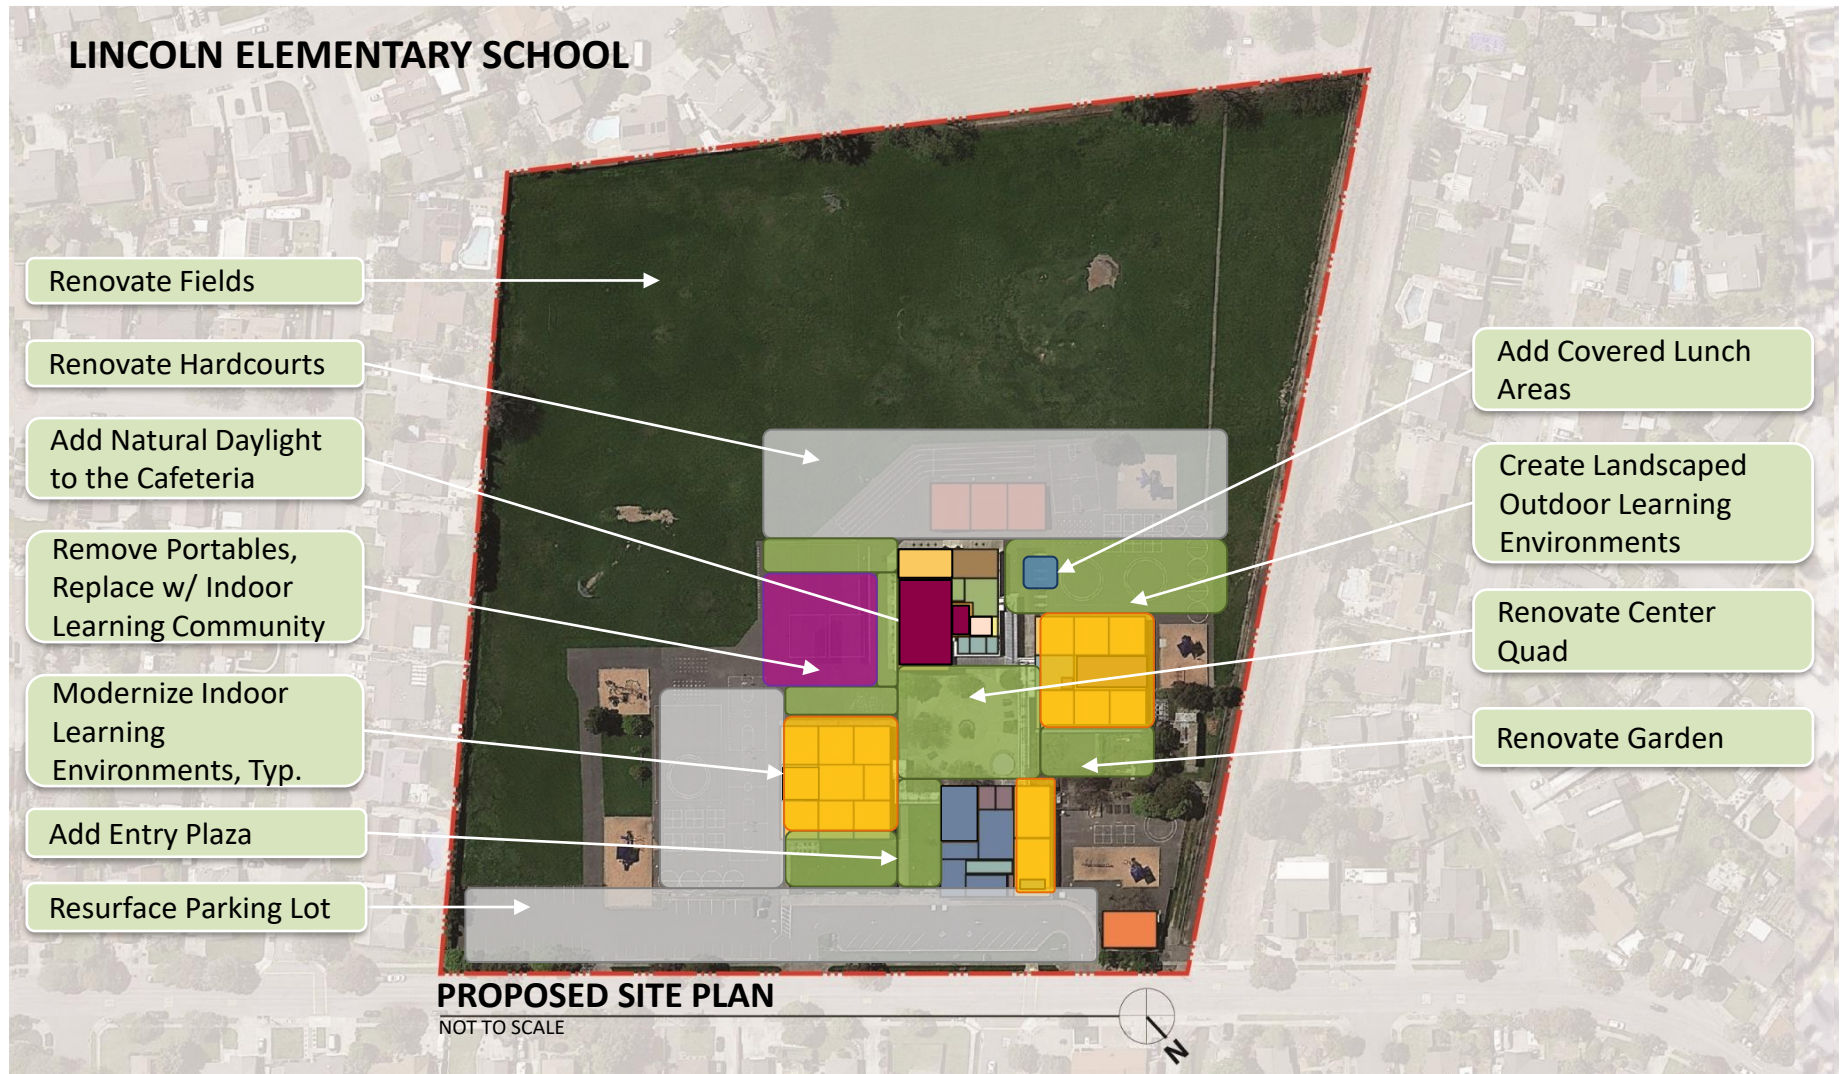 LINCOLN ELEMENTARY SCHOOL
Renovate Fields
Renovate Hardcourts
Add Natural Daylight
to the Cafeteria
Remove Portables,
Replace w/ Indoor
Learning Community
Modernize Indoor
Learning
Environments, Typ.
Add Entry Plaza
Resurface Parking Lot
Add Covered Lunch
Areas
Create Landscaped
Outdoor Learning
Environments
Renovate Center
Quad
Renovate Garden
PROPOSED SITE PLAN
NOT TO SCALE
N